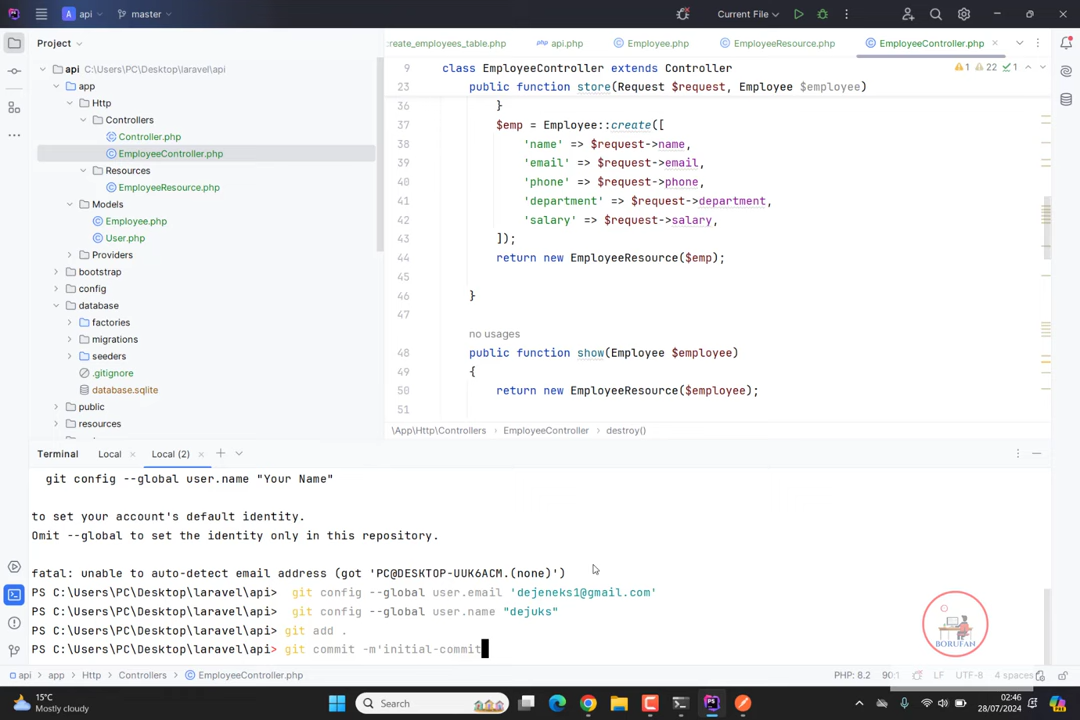 api
master
Current File
Project
create_employees_table.php
api.php
Employee.php
EmployeeResource.php
EmployeeController.php
api C:\Users\PC\Desktop\laravel\api
app
Http
Controllers
Controller.php
EmployeeController.php
Resources
EmployeeResource.php
Models
Employee.php
User.php
Providers
bootstrap
config
database
factories
migrations
seeders
.gitignore
database.sqlite
public
resources
1 22 1
9 class EmployeeController extends Controller
23 public function store(Request $request, Employee $employee)
36 }
37 $emp = Employee::create([
38 'name' => $request->name,
39 'email' => $request->email,
40 'phone' => $request->phone,
41 'department' => $request->department,
42 'salary' => $request->salary,
43 ]);
44 return new EmployeeResource($emp);
45
46 }
47
no usages
48 public function show(Employee $employee)
49 {
50 return new EmployeeResource($employee);
51
\App\Http\Controllers EmployeeController destroy()
Terminal Local Local (2)
git config --global user.name "Your Name"
to set your account's default identity.
Omit --global to set the identity only in this repository.
fatal: unable to auto-detect email address (got 'PC@DESKTOP-UUK6ACM.(none)')
PS C:\Users\PC\Desktop\laravel\api> git config --global user.email 'dejeneks1@gmail.com'
PS C:\Users\PC\Desktop\laravel\api> git config --global user.name "dejuks"
PS C:\Users\PC\Desktop\laravel\api> git add .
PS C:\Users\PC\Desktop\laravel\api> git commit -m'initial-commit
BORUFAN
api app Http Controllers EmployeeController.php
PHP: 8.2 90:1 LF UTF-8 4 spaces
15°C
Mostly cloudy
Search
02:46
28/07/2024